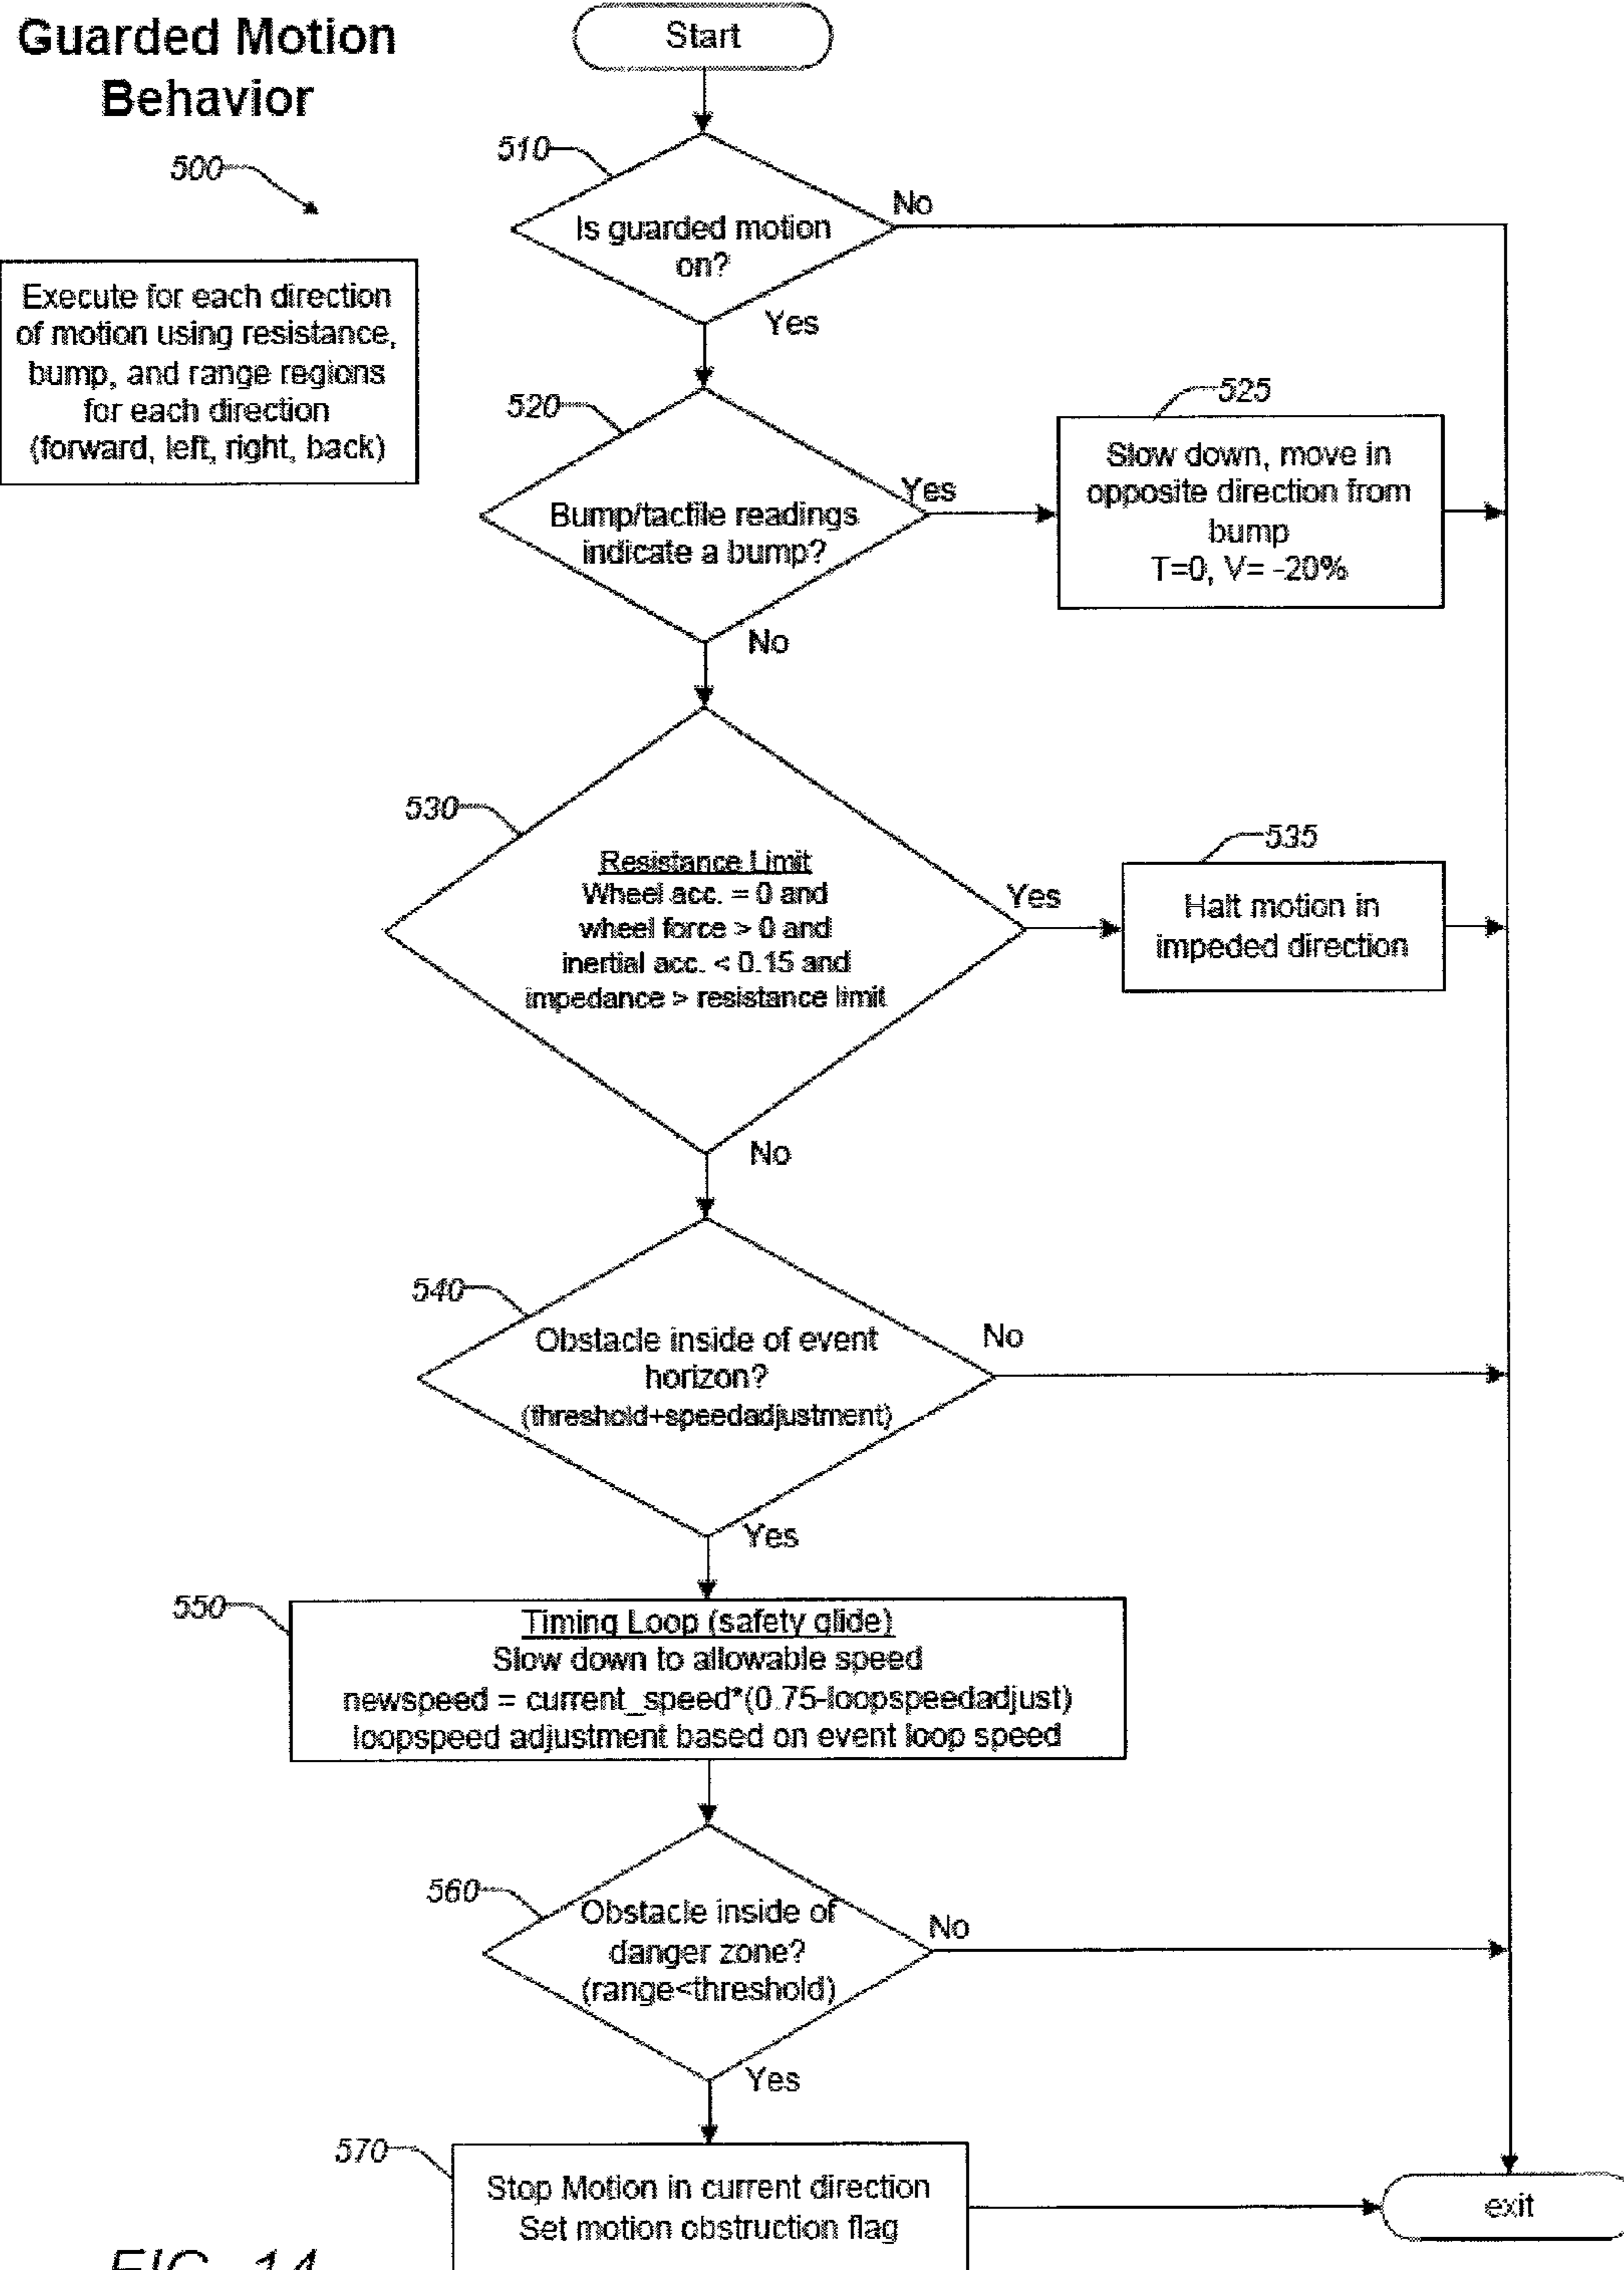 Guarded Motion
Behavior
500
Execute for each direction
of motion using resistance,
bump, and range regions
for each direction
(forward, left, right, back)
Start
510
Is guarded motion
on?
No
Yes
520
Bump/tactile readings
indicate a bump?
Yes
525
Slow down, move in
opposite direction from
bump
T=0, V= -20%
No
530
Resistance Limit
Wheel acc. = 0 and
wheel force > 0 and
inertial acc. < 0.15 and
impedance > resistance limit
Yes
535
Halt motion in
impeded direction
No
540
Obstacle inside of event
horizon?
(threshold+speedadjustment)
No
Yes
550
Timing Loop (safety glide)
Slow down to allowable speed
newspeed = current_speed*(0.75-loopspeedadjust)
loopspeed adjustment based on event loop speed
560
Obstacle inside of
danger zone?
(range<threshold)
No
Yes
570
Stop Motion in current direction
Set motion obstruction flag
exit
FIG. 14